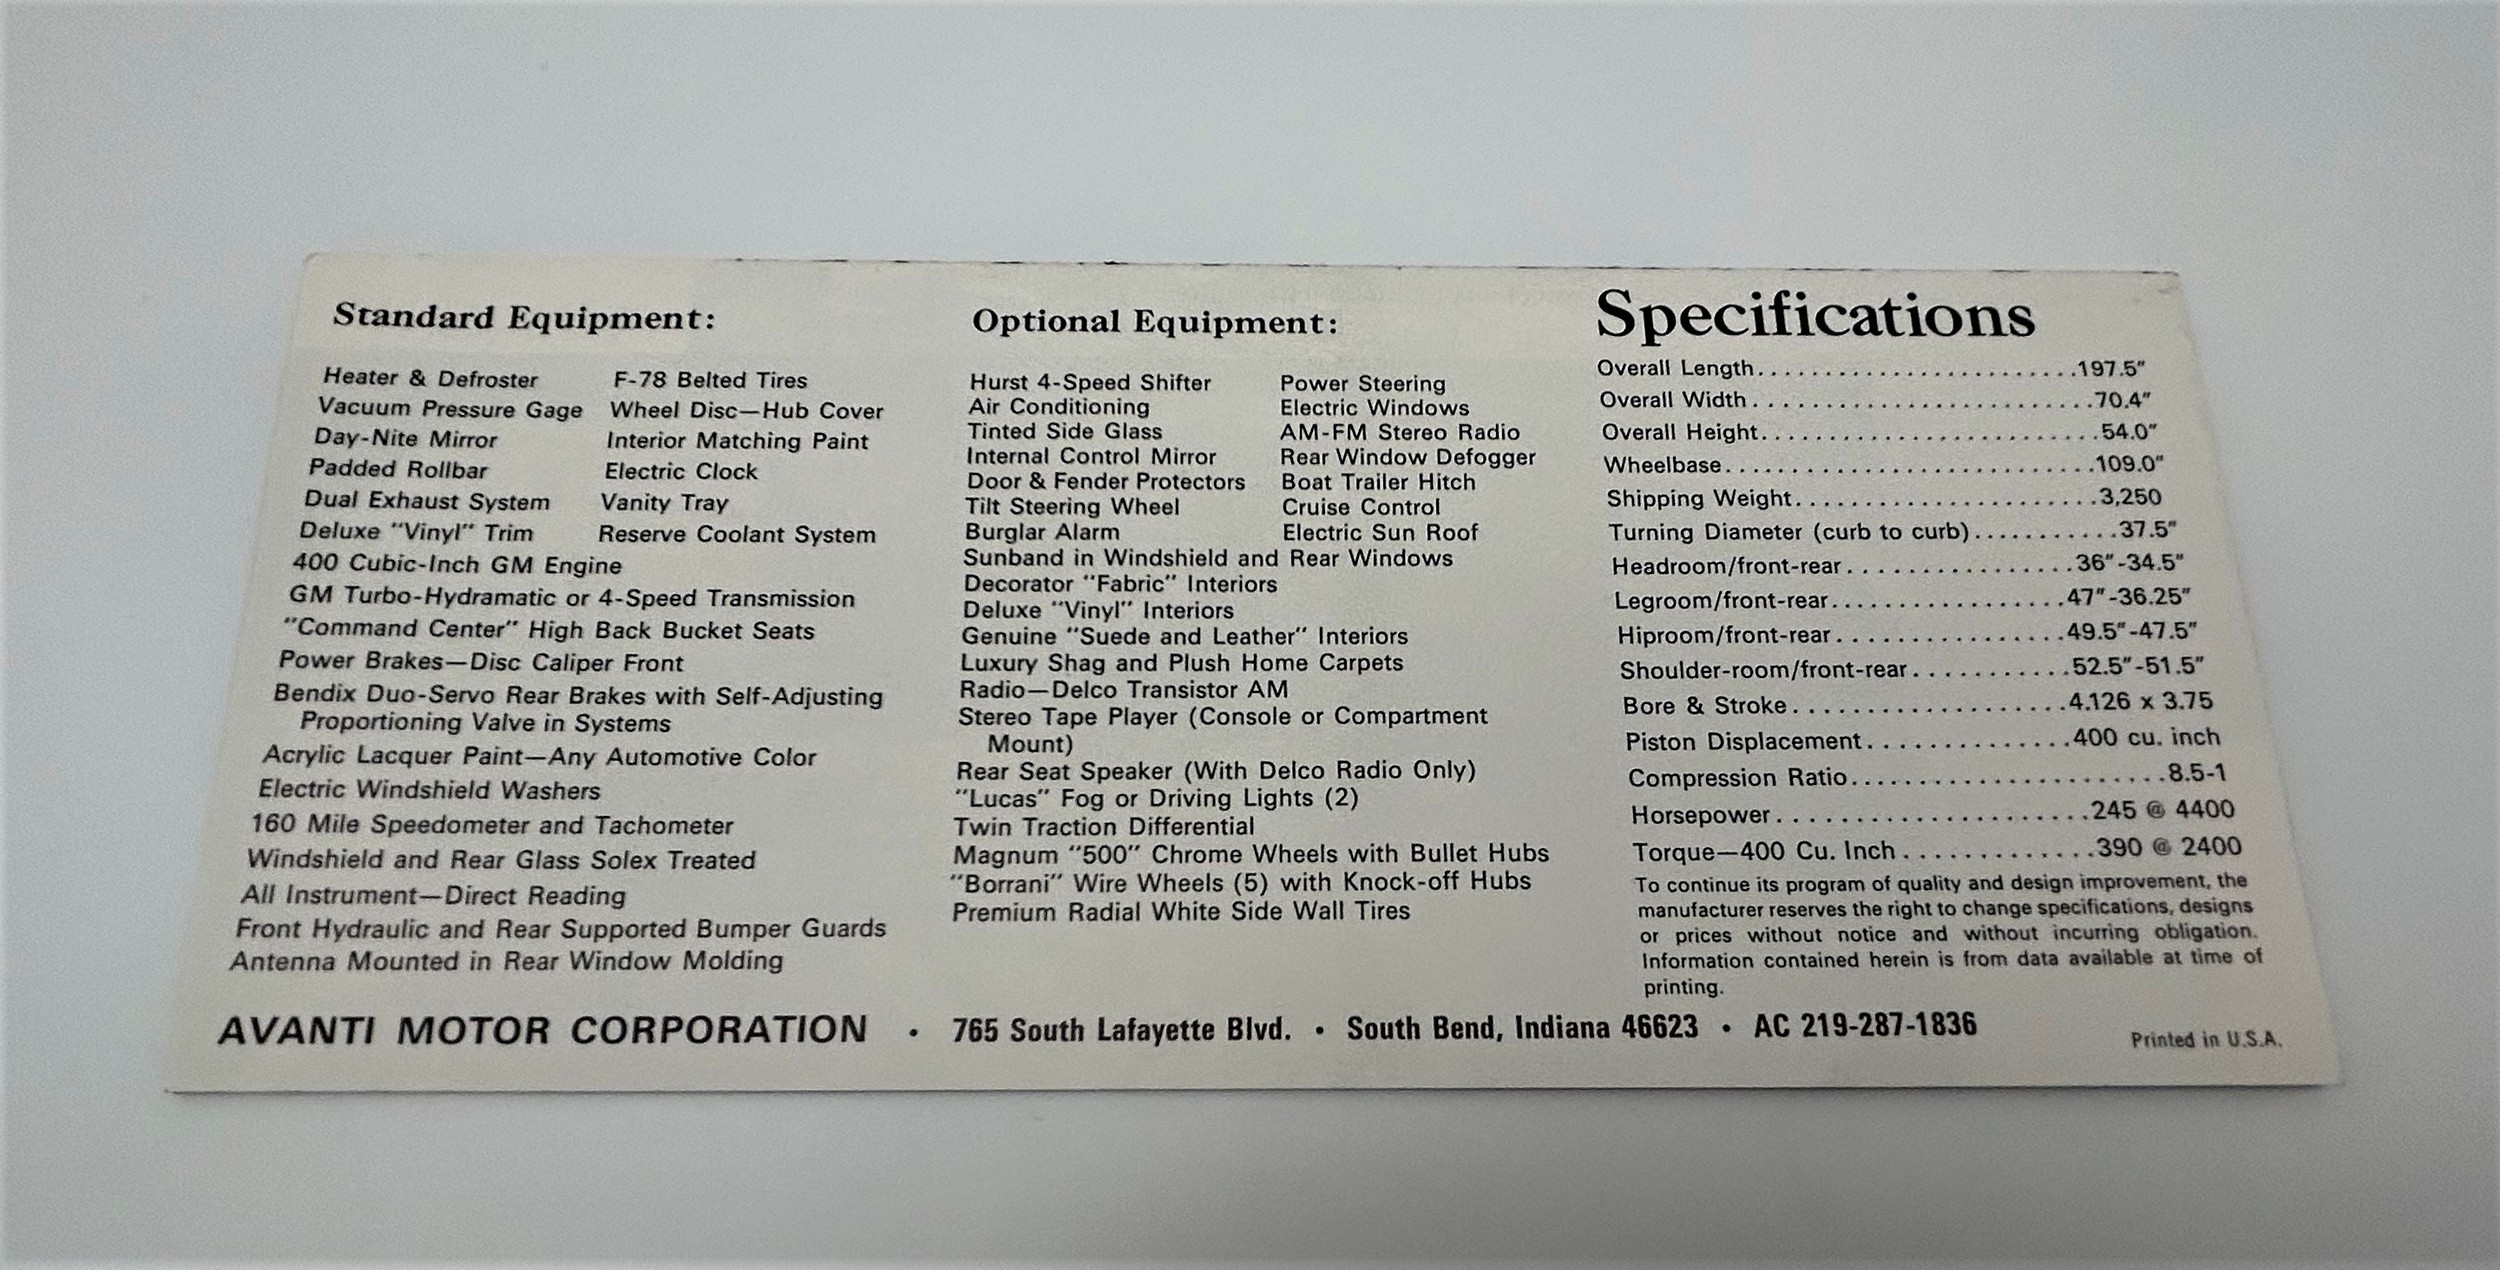 Standard Equipment:
Heater & Defroster
Vacuum Pressure Gage
Day-Nite Mirror
Padded Rollbar
Dual Exhaust System
Deluxe "Vinyl" Trim
F-78 Belted Tires
Wheel Disc—Hub Cover
Interior Matching Paint
Electric Clock
Vanity Tray
Reserve Coolant System
400 Cubic-Inch GM Engine
GM Turbo-Hydramatic or 4-Speed Transmission
"Command Center" High Back Bucket Seats
Power Brakes—Disc Caliper Front
Bendix Duo-Servo Rear Brakes with Self-Adjusting
Proportioning Valve in Systems
Acrylic Lacquer Paint—Any Automotive Color
Electric Windshield Washers
160 Mile Speedometer and Tachometer
Windshield and Rear Glass Solex Treated
All Instrument—Direct Reading
Front Hydraulic and Rear Supported Bumper Guards
Antenna Mounted in Rear Window Molding
Optional Equipment:
Hurst 4-Speed Shifter
Air Conditioning
Tinted Side Glass
Internal Control Mirror
Door & Fender Protectors
Tilt Steering Wheel
Burglar Alarm
Power Steering
Electric Windows
AM-FM Stereo Radio
Rear Window Defogger
Boat Trailer Hitch
Cruise Control
Electric Sun Roof
Sunband in Windshield and Rear Windows
Decorator "Fabric" Interiors
Deluxe "Vinyl" Interiors
Genuine "Suede and Leather" Interiors
Luxury Shag and Plush Home Carpets
Radio—Delco Transistor AM
Stereo Tape Player (Console or Compartment
Mount)
Rear Seat Speaker (With Delco Radio Only)
"Lucas" Fog or Driving Lights (2)
Twin Traction Differential
Magnum "500" Chrome Wheels with Bullet Hubs
"Borrani" Wire Wheels (5) with Knock-off Hubs
Premium Radial White Side Wall Tires
Specifications
Overall Length........................197.5"
Overall Width..........................70.4"
Overall Height..........................54.0"
Wheelbase............................109.0"
Shipping Weight.......................3,250
Turning Diameter (curb to curb)...........37.5"
Headroom/front-rear.................36"-34.5"
Legroom/front-rear..................47"-36.25"
Hiproom/front-rear..................49.5"-47.5"
Shoulder-room/front-rear............52.5"-51.5"
Bore & Stroke.....................4.126 x 3.75
Piston Displacement...............400 cu. inch
Compression Ratio........................8.5-1
Horsepower........................245 @ 4400
Torque—400 Cu. Inch...............390 @ 2400
To continue its program of quality and design improvement, the
manufacturer reserves the right to change specifications, designs
or prices without notice and without incurring obligation.
Information contained herein is from data available at time of
printing.
AVANTI MOTOR CORPORATION • 765 South Lafayette Blvd. • South Bend, Indiana 46623 • AC 219-287-1836
Printed in U.S.A.